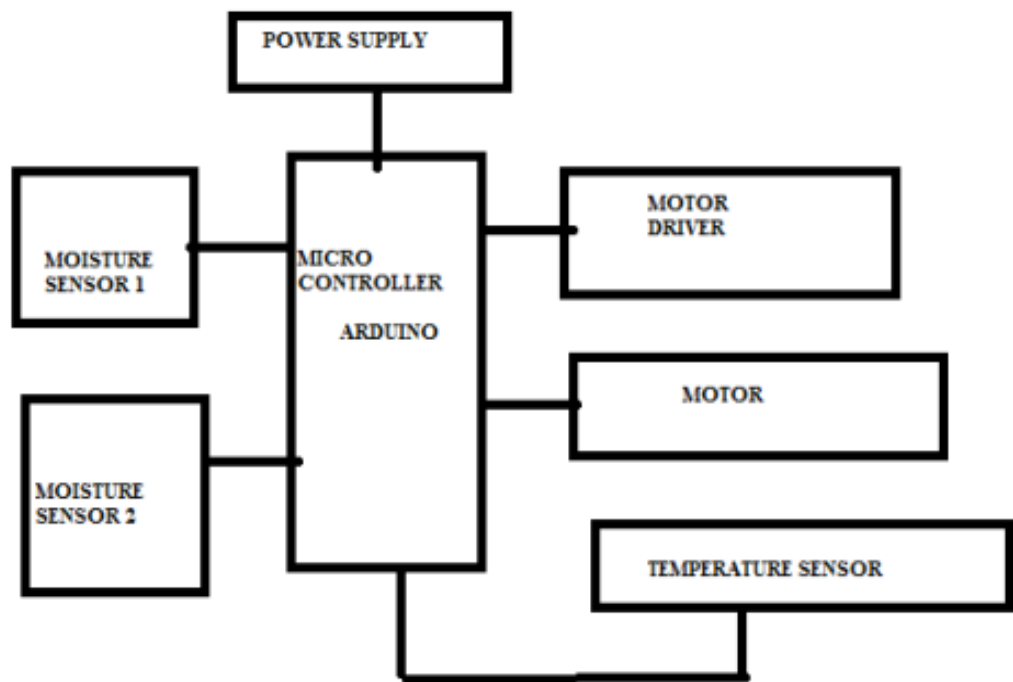 POWER SUPPLY
MOISTURE
SENSOR 1
MICRO
CONTROLLER
ARDUINO
MOTOR
DRIVER
MOTOR
MOISTURE
SENSOR 2
TEMPERATURE SENSOR